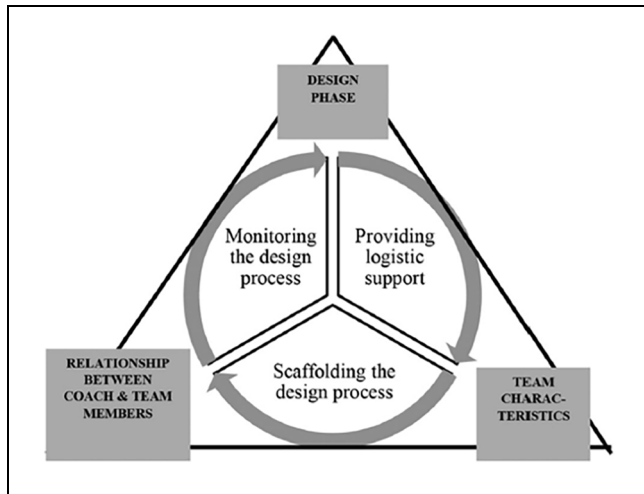 DESIGN
PHASE
Monitoring
the design
process
Providing
logistic
support
Scaffolding the
design process
RELATIONSHIP
BETWEEN
COACH & TEAM
MEMBERS
TEAM
CHARAC-
TERISTICS